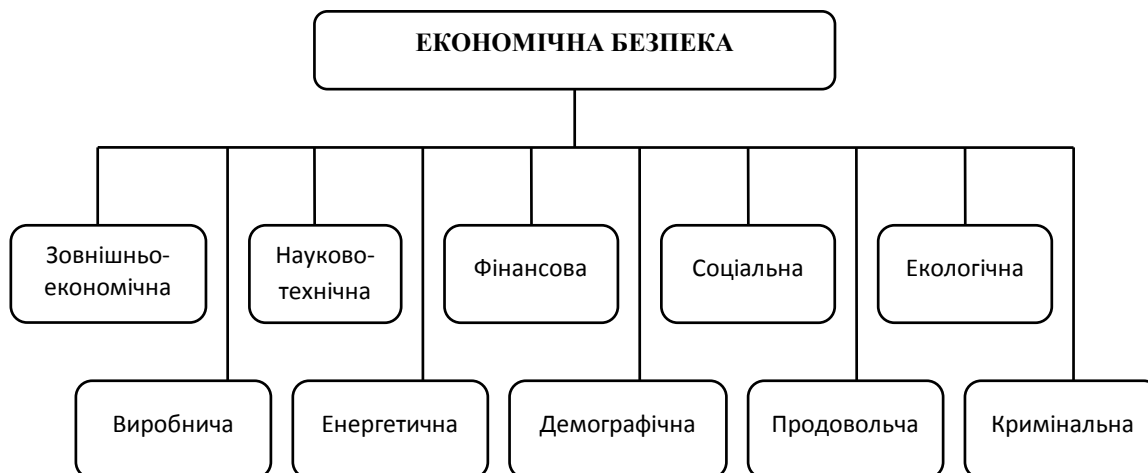 ЕКОНОМІЧНА БЕЗПЕКА
Зовнішньо-
економічна
Науково-
технічна
Фінансова
Соціальна
Екологічна
Виробнича
Енергетична
Демографічна
Продовольча
Кримінальна